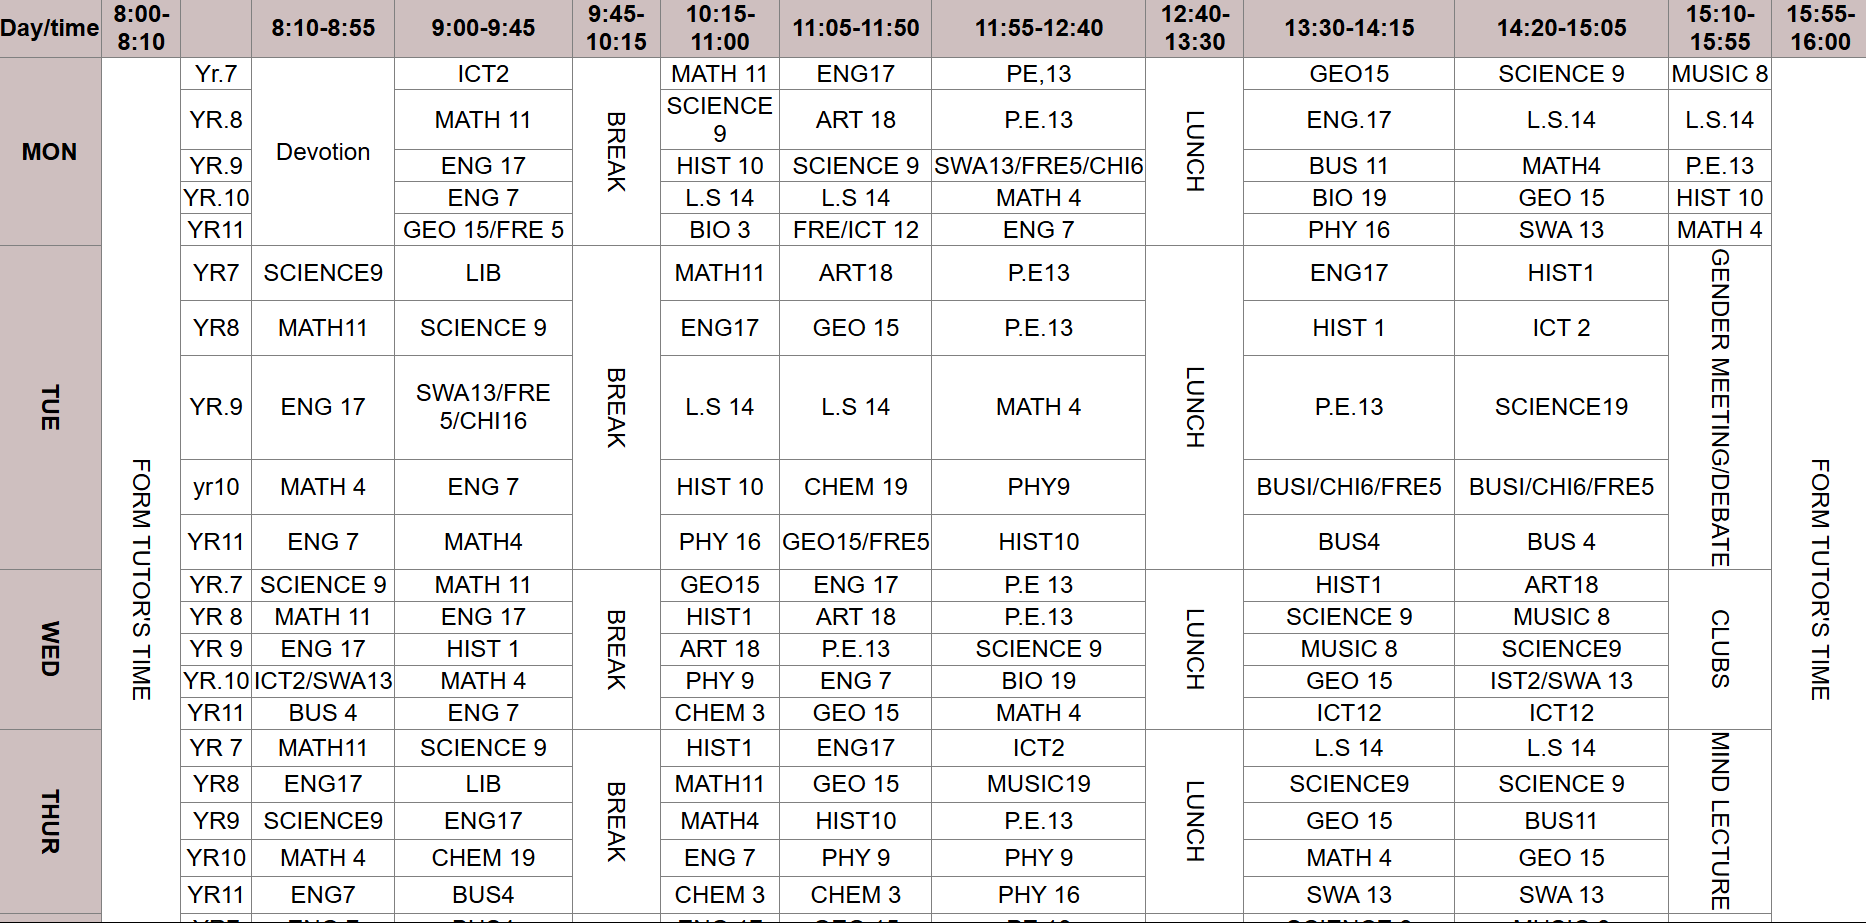 Day/time 8:00-8:10 8:10-8:55 9:00-9:45 9:45-10:15 10:15-11:00 11:05-11:50 11:55-12:40 12:40-13:30 13:30-14:15 14:20-15:05 15:10-15:55 15:55-16:00
MON FORM TUTOR'S TIME Yr.7 Devotion ICT2 BREAK MATH 11 ENG17 PE,13 LUNCH GEO15 SCIENCE 9 MUSIC 8 FORM TUTOR'S TIME
YR.8 MATH 11 SCIENCE 9 ART 18 P.E.13 ENG.17 L.S.14 L.S.14
YR.9 ENG 17 HIST 10 SCIENCE 9 SWA13/FRE5/CHI6 BUS 11 MATH4 P.E.13
YR.10 ENG 7 L.S 14 L.S 14 MATH 4 BIO 19 GEO 15 HIST 10
YR11 GEO 15/FRE 5 BIO 3 FRE/ICT 12 ENG 7 PHY 16 SWA 13 MATH 4
TUE YR7 SCIENCE9 LIB BREAK MATH11 ART18 P.E13 LUNCH ENG17 HIST1 GENDER MEETING/DEBATE
YR8 MATH11 SCIENCE 9 ENG17 GEO 15 P.E.13 HIST 1 ICT 2
YR.9 ENG 17 SWA13/FRE 5/CHI16 L.S 14 L.S 14 MATH 4 P.E.13 SCIENCE19
yr10 MATH 4 ENG 7 HIST 10 CHEM 19 PHY9 BUSI/CHI6/FRE5 BUSI/CHI6/FRE5
YR11 ENG 7 MATH4 PHY 16 GEO15/FRE5 HIST10 BUS4 BUS 4
WED YR.7 SCIENCE 9 MATH 11 BREAK GEO15 ENG 17 P.E 13 LUNCH HIST1 ART18 CLUBS
YR 8 MATH 11 ENG 17 HIST1 ART 18 P.E.13 SCIENCE 9 MUSIC 8
YR 9 ENG 17 HIST 1 ART 18 P.E.13 SCIENCE 9 MUSIC 8 SCIENCE9
YR.10 ICT2/SWA13 MATH 4 PHY 9 ENG 7 BIO 19 GEO 15 IST2/SWA 13
YR11 BUS 4 ENG 7 CHEM 3 GEO 15 MATH 4 ICT12 ICT12
THUR YR 7 MATH11 SCIENCE 9 BREAK HIST1 ENG17 ICT2 LUNCH L.S 14 L.S 14 MIND LECTURE
YR8 ENG17 LIB MATH11 GEO 15 MUSIC19 SCIENCE9 SCIENCE 9
YR9 SCIENCE9 ENG17 MATH4 HIST10 P.E.13 GEO 15 BUS11
YR10 MATH 4 CHEM 19 ENG 7 PHY 9 PHY 9 MATH 4 GEO 15
YR11 ENG7 BUS4 CHEM 3 CHEM 3 PHY 16 SWA 13 SWA 13